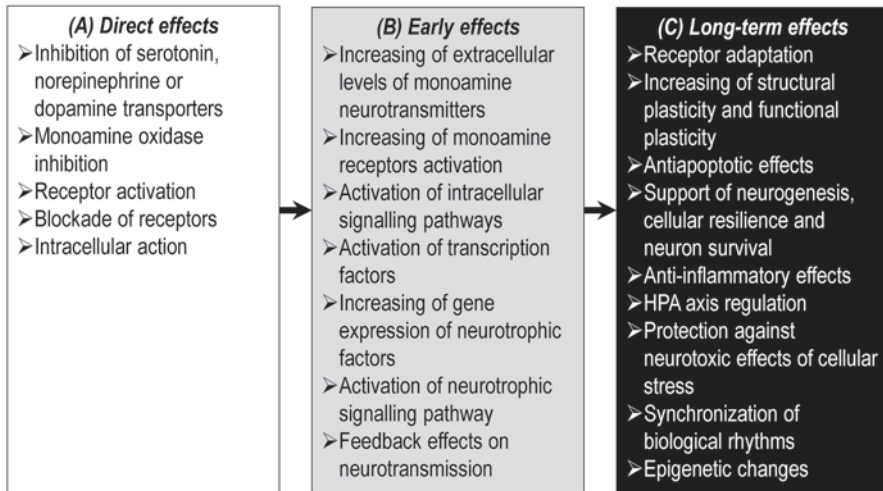 (A) Direct effects
➢Inhibition of serotonin,
norepinephrine or
dopamine transporters
➢Monoamine oxidase
inhibition
➢Receptor activation
➢Blockade of receptors
➢Intracellular action
(B) Early effects
➢Increasing of extracellular
levels of monoamine
neurotransmitters
➢Increasing of monoamine
receptors activation
➢Activation of intracellular
signalling pathways
➢Activation of transcription
factors
➢Increasing of gene
expression of neurotrophic
factors
➢Activation of neurotrophic
signalling pathway
➢Feedback effects on
neurotransmission
(C) Long-term effects
➢Receptor adaptation
➢Increasing of structural
plasticity and functional
plasticity
➢Antiapoptotic effects
➢Support of neurogenesis,
cellular resilience and
neuron survival
➢Anti-inflammatory effects
➢HPA axis regulation
➢Protection against
neurotoxic effects of cellular
stress
➢Synchronization of
biological rhythms
➢Epigenetic changes